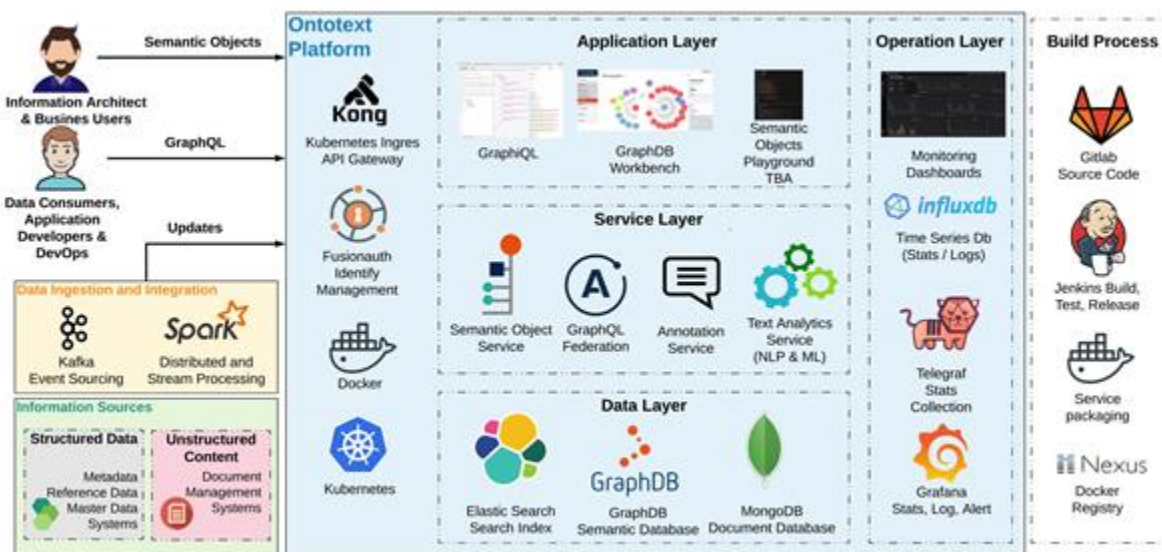 Semantic Objects
Information Architect
& Busines Users
GraphQL
Data Consumers,
Application
Developers &
DevOps
Updates
Data Ingestion and Integration
Kafka
Event Sourcing
Spark
Distributed and
Stream Processing
Information Sources
Structured Data
Metadata
Reference Data
Master Data
Systems
Unstructured
Content
Document
Management
Systems
Ontotext
Platform
Kong
Kubernetes Ingres
API Gateway
Fusionauth
Identify
Management
Docker
Kubernetes
Application Layer
GraphiQL
GraphDB
Workbench
Semantic
Objects
Playground
TBA
Service Layer
Semantic Object
Service
GraphQL
Federation
Annotation
Service
Text Analytics
Service
(NLP & ML)
Data Layer
Elastic Search
Search Index
GraphDB
GraphDB
Semantic Database
MongoDB
Document Database
Operation Layer
Monitoring
Dashboards
influxdb
Time Series Db
(Stats / Logs)
Telegraf
Stats
Collection
Grafana
Stats, Log, Alert
Build Process
Gitlab
Source Code
Jenkins Build,
Test, Release
Service
packaging
Nexus
Docker
Registry